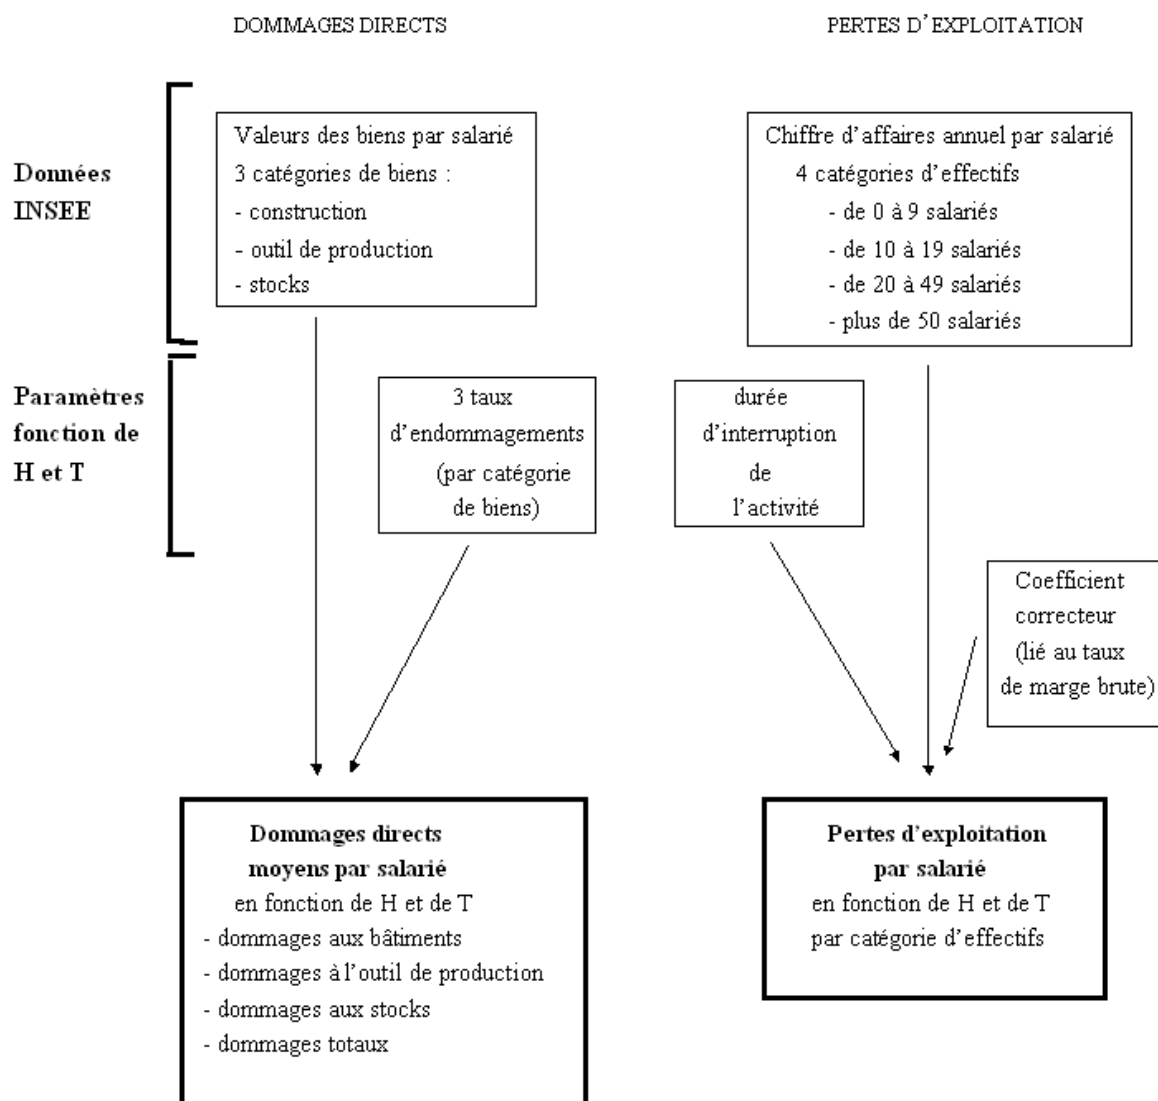 DOMMAGES DIRECTS
PERTES D'EXPLOITATION
Données
INSEE
Valeurs des biens par salarié
3 catégories de biens :
- construction
- outil de production
- stocks
Chiffre d'affaires annuel par salarié
4 catégories d'effectifs
- de 0 à 9 salariés
- de 10 à 19 salariés
- de 20 à 49 salariés
- plus de 50 salariés
Paramètres
fonction de
H et T
3 taux
d'endommagements
(par catégorie
de biens)
durée
d'interruption
de
l'activité
Coefficient
correcteur
(lié au taux
de marge brute)
Dommages directs
moyens par salarié
en fonction de H et de T
- dommages aux bâtiments
- dommages à l'outil de production
- dommages aux stocks
- dommages totaux
Pertes d'exploitation
par salarié
en fonction de H et de T
par catégorie d'effectifs